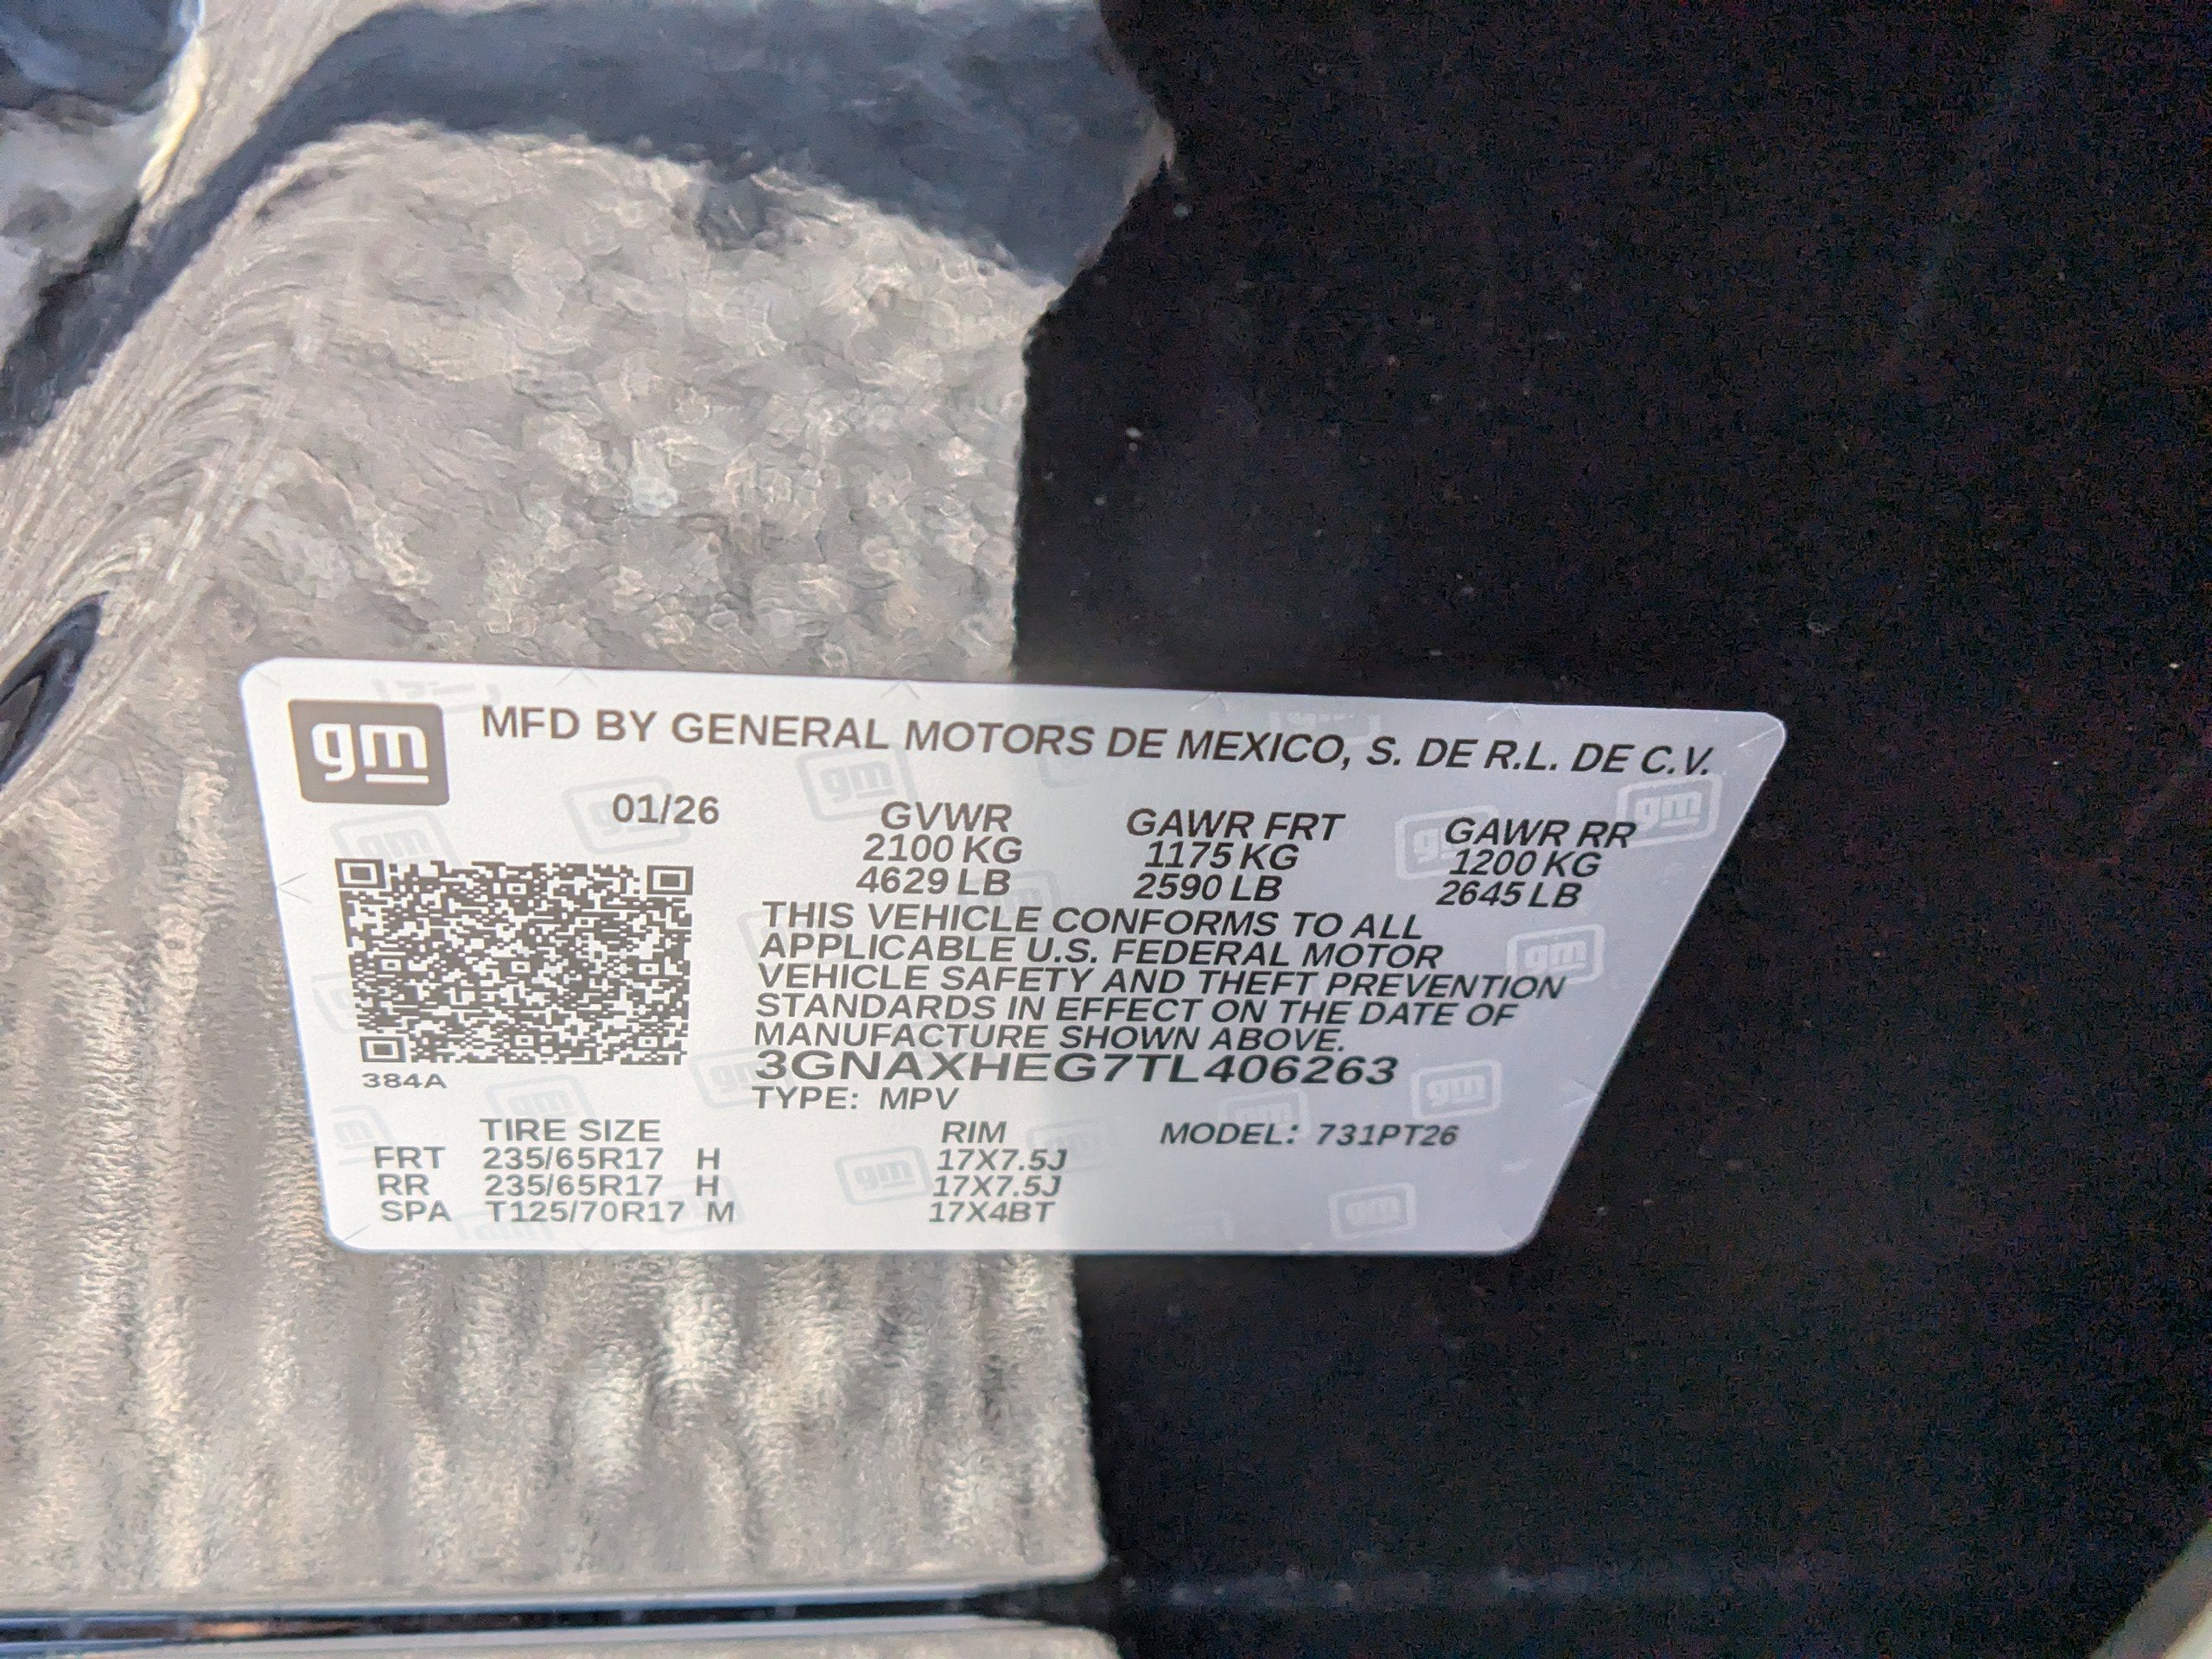 gm
MFD BY GENERAL MOTORS DE MEXICO, S. DE R.L. DE C.V.
01/26
GVWR GAWR FRT GAWR RR
2100 KG 1175 KG 1200 KG
4629 LB 2590 LB 2645 LB
THIS VEHICLE CONFORMS TO ALL
APPLICABLE U.S. FEDERAL MOTOR
VEHICLE SAFETY AND THEFT PREVENTION
STANDARDS IN EFFECT ON THE DATE OF
MANUFACTURE SHOWN ABOVE.
3GNAXHEG7TL406263
384A
TYPE: MPV
TIRE SIZE RIM MODEL: 731PT26
FRT 235/65R17 H 17X7.5J
RR 235/65R17 H 17X7.5J
SPA T125/70R17 M 17X4BT